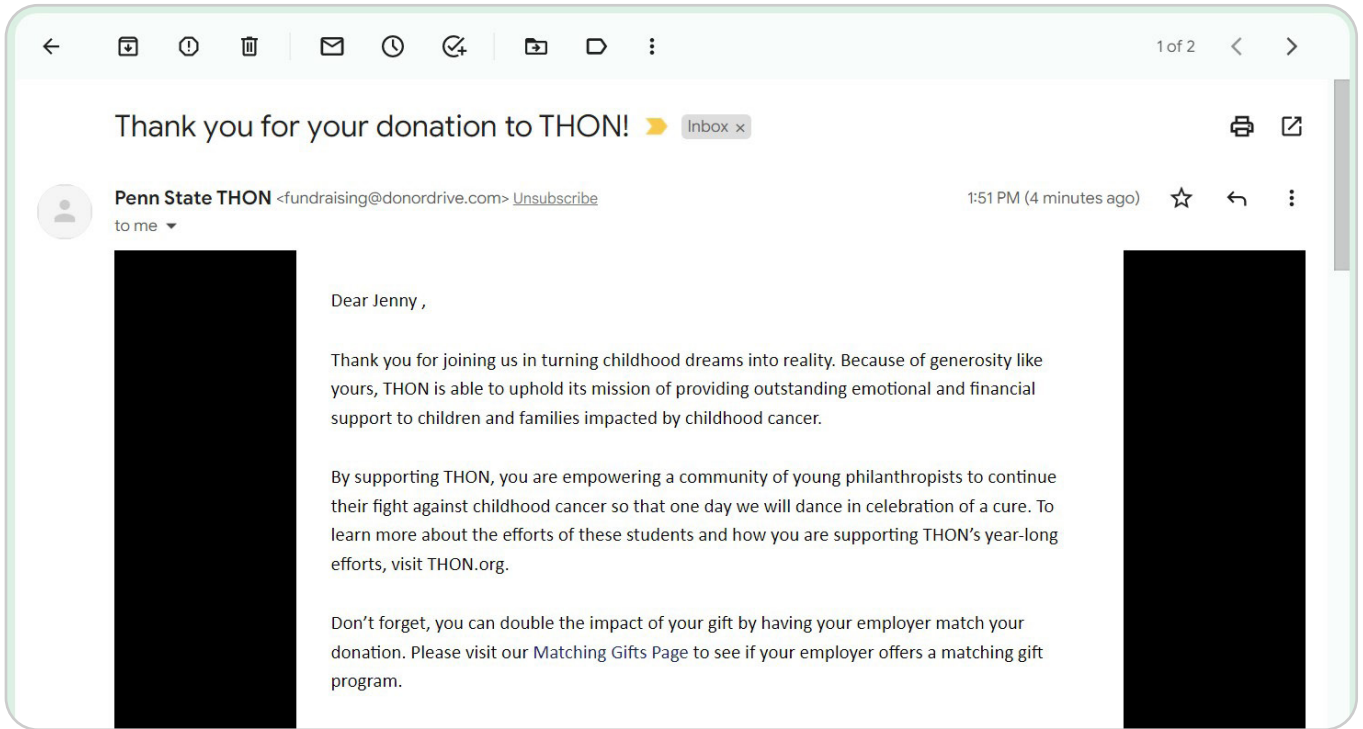 1 of 2
Thank you for your donation to THON! Inbox ×
Penn State THON <fundraising@donordrive.com> Unsubscribe 1:51 PM (4 minutes ago)
to me
Dear Jenny ,
Thank you for joining us in turning childhood dreams into reality. Because of generosity like
yours, THON is able to uphold its mission of providing outstanding emotional and financial
support to children and families impacted by childhood cancer.
By supporting THON, you are empowering a community of young philanthropists to continue
their fight against childhood cancer so that one day we will dance in celebration of a cure. To
learn more about the efforts of these students and how you are supporting THON’s year-long
efforts, visit THON.org.
Don’t forget, you can double the impact of your gift by having your employer match your
donation. Please visit our Matching Gifts Page to see if your employer offers a matching gift
program.